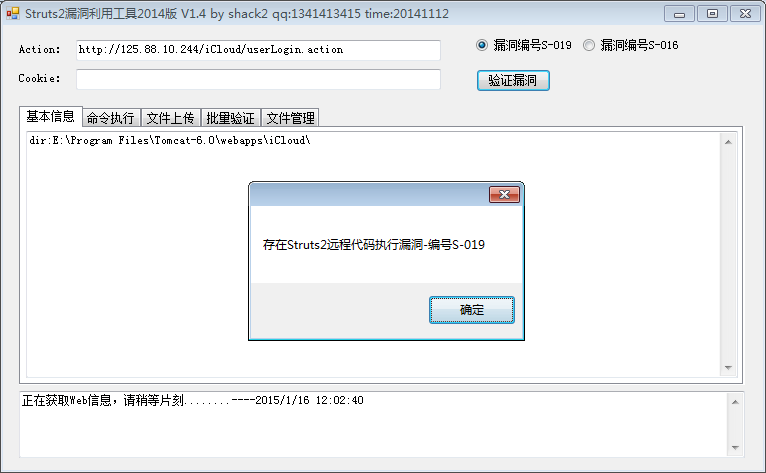 Struts2漏洞利用工具2014版 V1.4 by shack2 qq:1341413415 time:20141112
Action: http://125.88.10.244/iCloud/userLogin.action 漏洞编号S-019 漏洞编号S-016
Cookie: 验证漏洞
基本信息 命令执行 文件上传 批量验证 文件管理
dir:E:\Program Files\Tomcat-6.0\webapps\iCloud\
存在Struts2远程代码执行漏洞-编号S-019
确定
正在获取Web信息，请稍等片刻........----2015/1/16 12:02:40